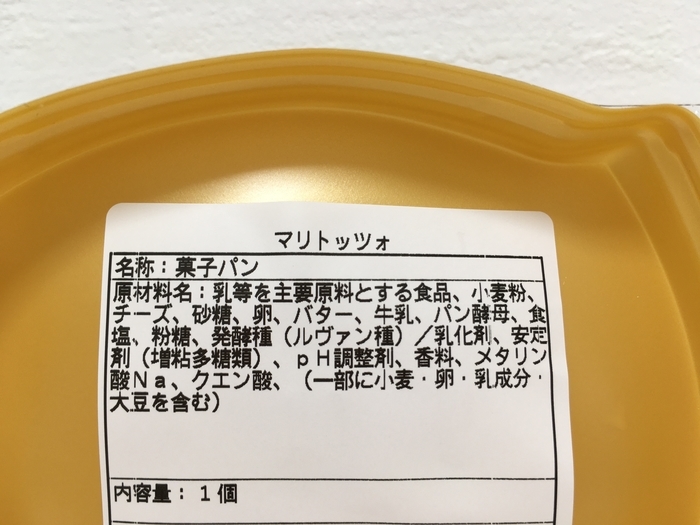 マリトッツォ
名称：菓子パン
原材料名：乳等を主要原料とする食品、小麦粉、
チーズ、砂糖、卵、バター、牛乳、パン酵母、食
塩、粉糖、発酵種（ルヴァン種）／乳化剤、安定
剤（増粘多糖類）、ｐＨ調整剤、香料、メタリン
酸Ｎａ、クエン酸、（一部に小麦・卵・乳成分・
大豆を含む）
内容量：１個